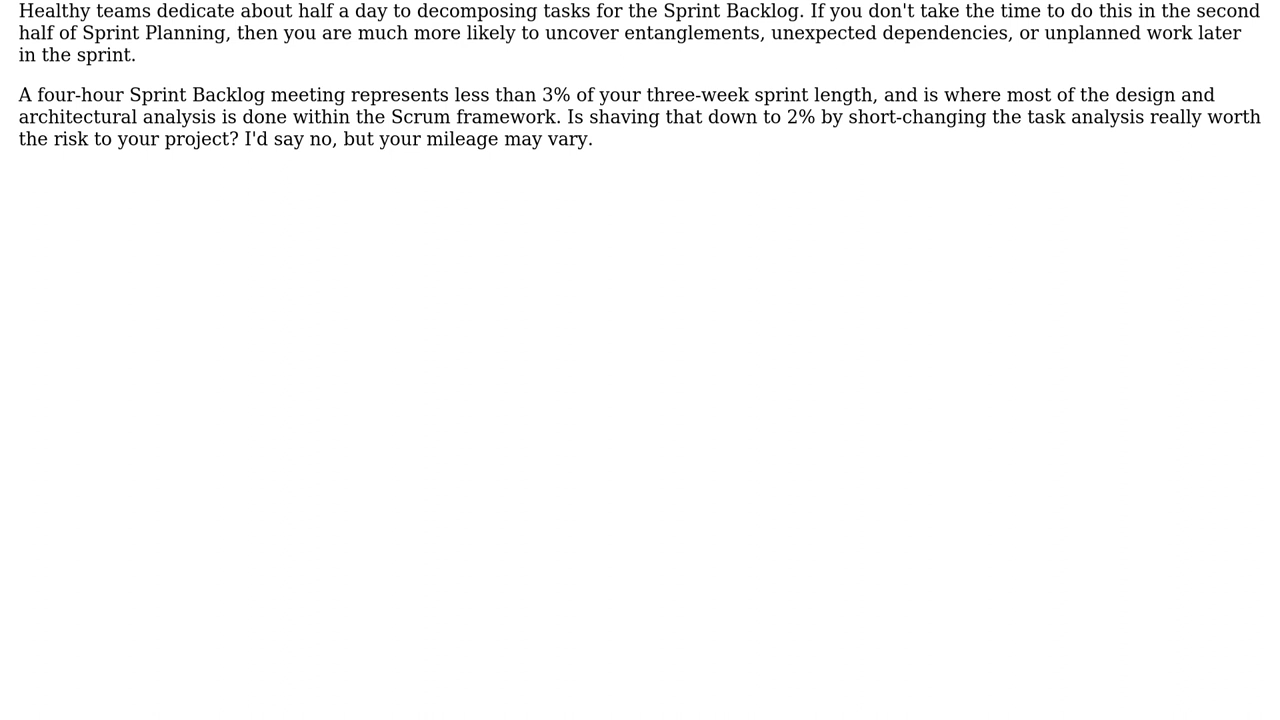 Healthy teams dedicate about half a day to decomposing tasks for the Sprint Backlog. If you don't take the time to do this in the second
half of Sprint Planning, then you are much more likely to uncover entanglements, unexpected dependencies, or unplanned work later
in the sprint.
A four-hour Sprint Backlog meeting represents less than 3% of your three-week sprint length, and is where most of the design and
architectural analysis is done within the Scrum framework. Is shaving that down to 2% by short-changing the task analysis really worth
the risk to your project? I'd say no, but your mileage may vary.